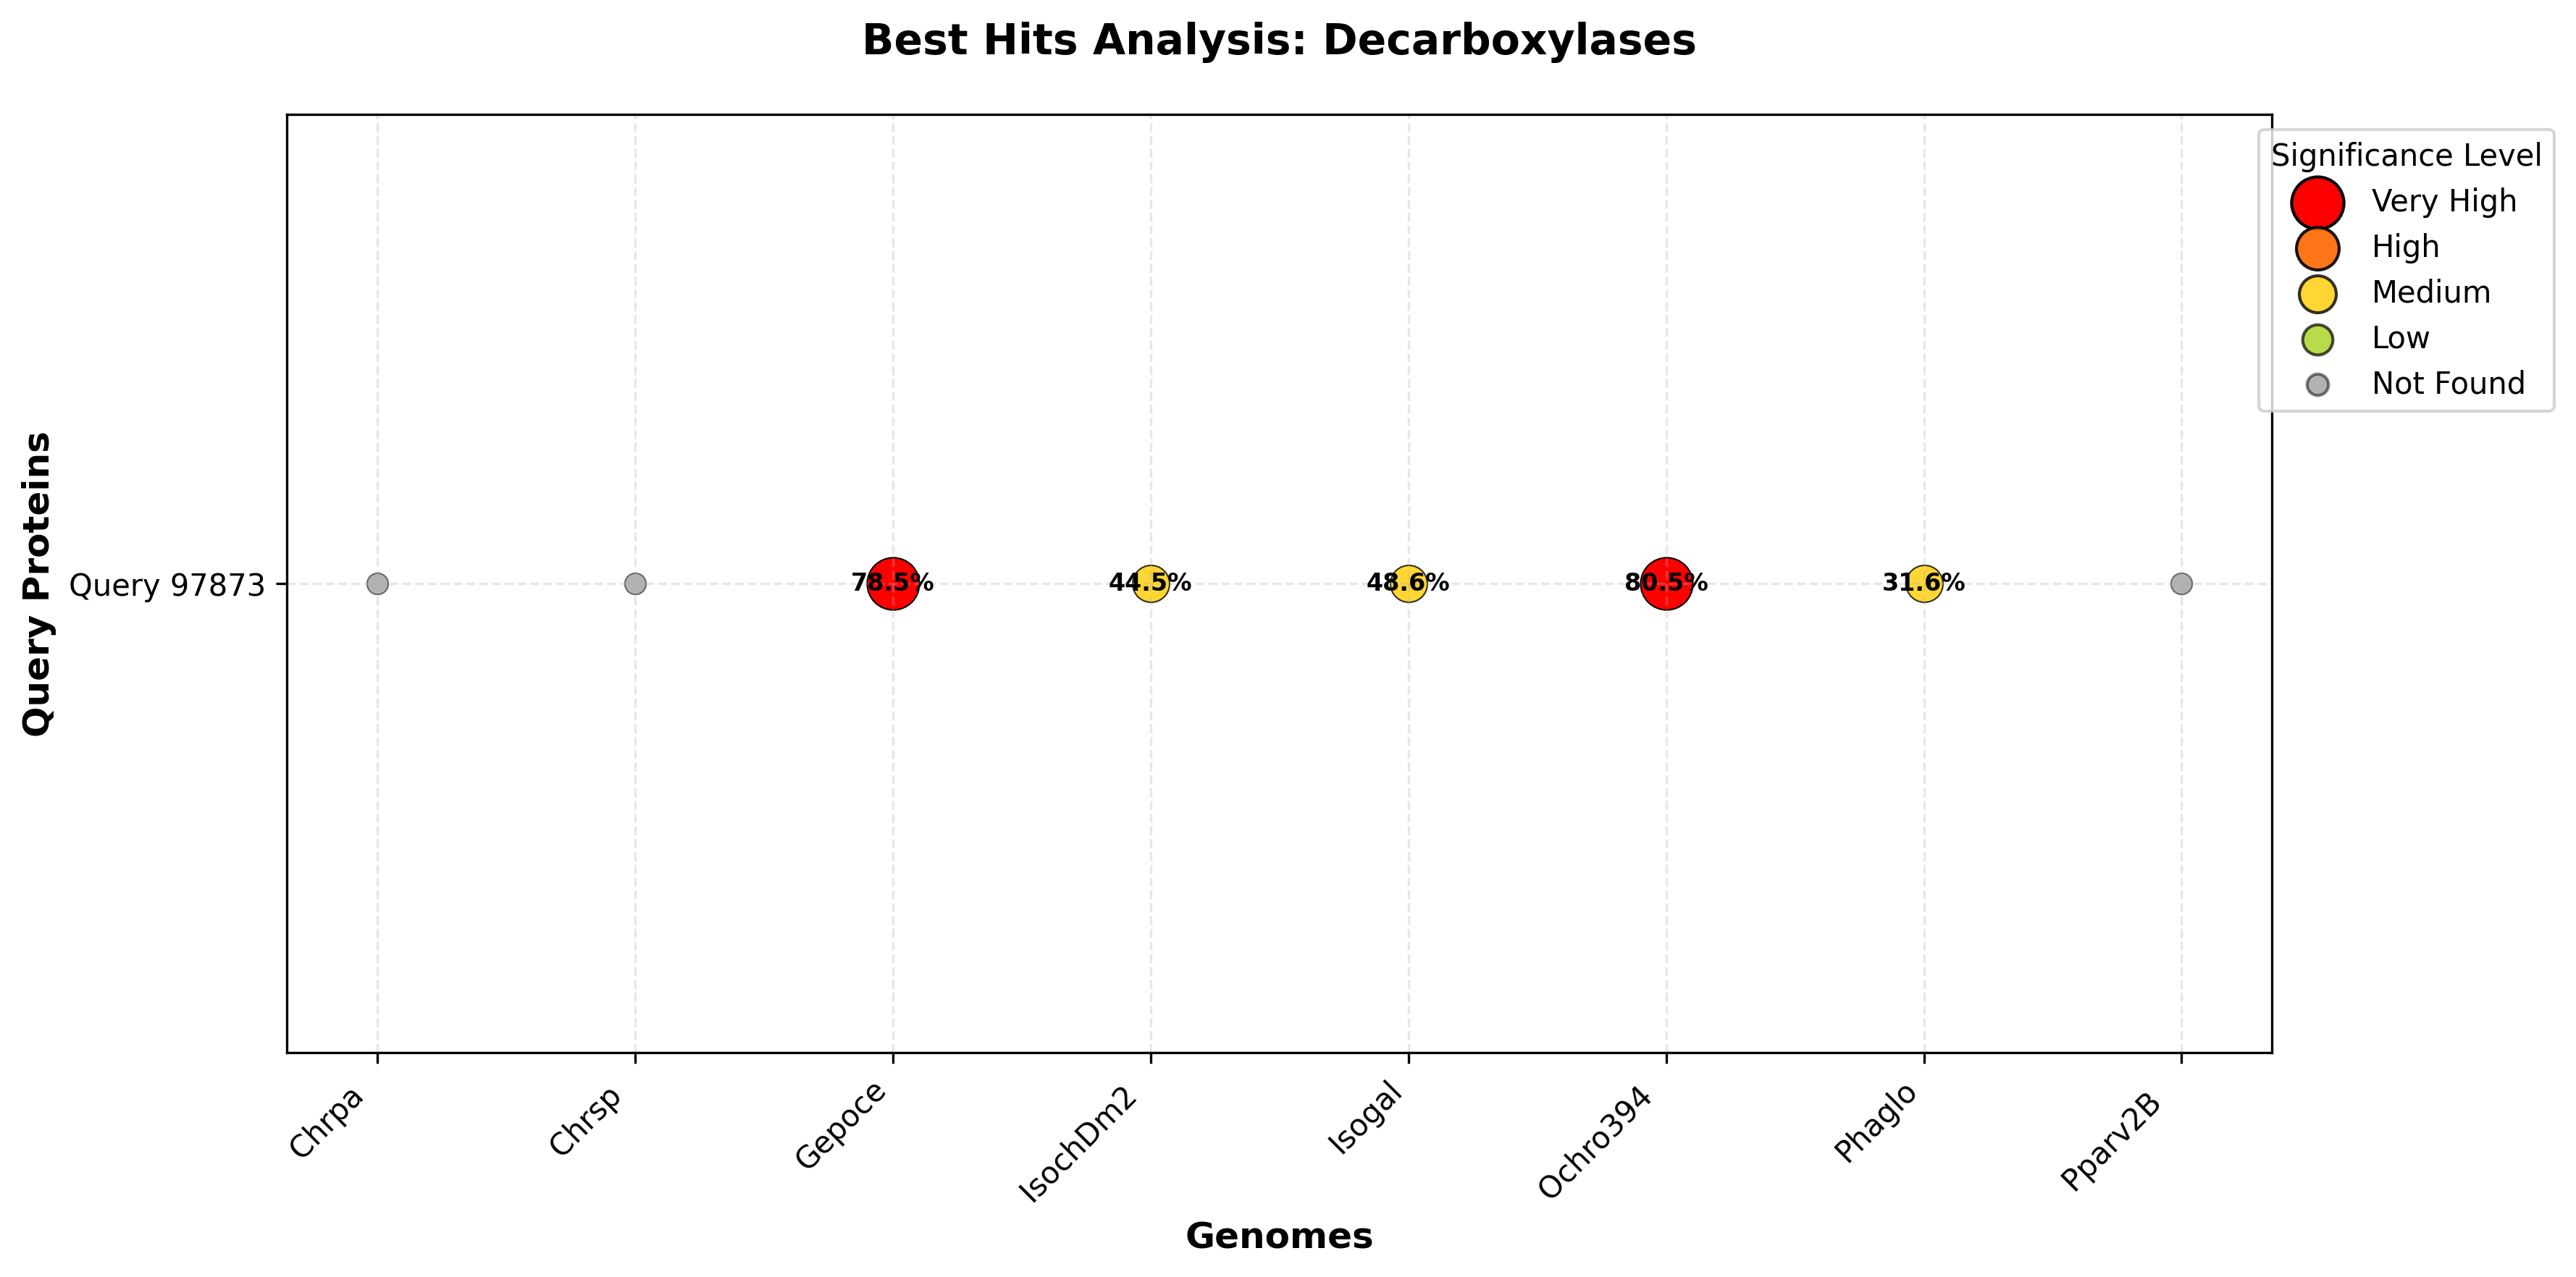 Best Hits Analysis: Decarboxylases
Significance Level
Very High
High
Medium
Low
Not Found
Query Proteins
Query 97873
78.5%
44.5%
48.6%
80.5%
31.6%
Chrpa
Chrsp
Gepoce
IsochDm2
Isogal
Ochro394
Phaglo
Pparv2B
Genomes